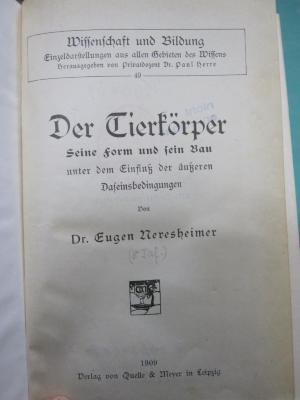 Wissenschaft und Bildung
Einzeldarstellungen aus allen Gebieten des Wissens
Herausgegeben von Privatdozent Dr. Paul Herre
49
Der Tierkörper
Seine Form und sein Bau
unter dem Einfluß der äußeren
Daseinsbedingungen
Von
Dr. Eugen Neresheimer
1909
Verlag von Quelle & Meyer in Leipzig